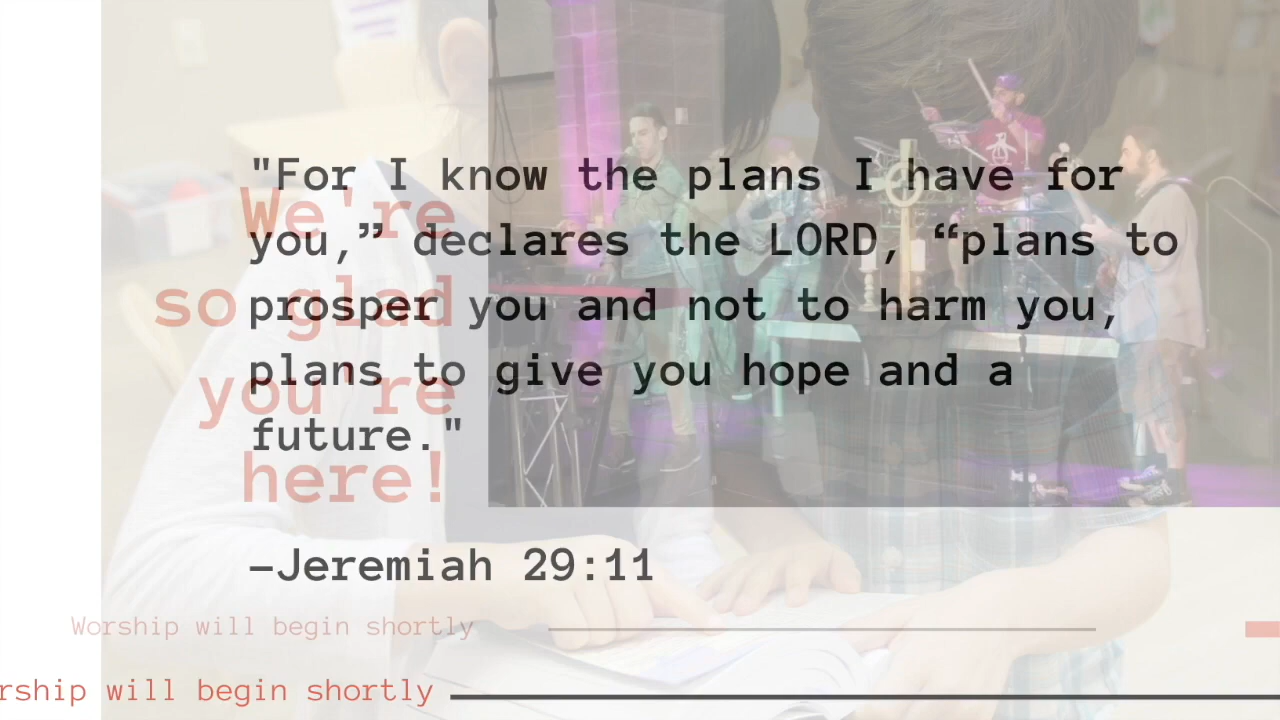 "For I know the plans I have for
you,” declares the LORD, “plans to
prosper you and not to harm you,
plans to give you hope and a
future."
—Jeremiah 29:11
We're
so glad
you're
here!
Worship will begin shortly
rship will begin shortly